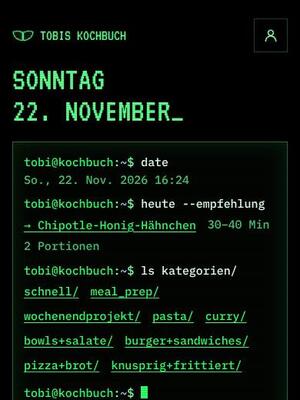 TOBIS KOCHBUCH
SONNTAG
22. NOVEMBER_
tobi@kochbuch:~$ date
So., 22. Nov. 2026 16:24
tobi@kochbuch:~$ heute --empfehlung
→ Chipotle-Honig-Hähnchen 30–40 Min
2 Portionen
tobi@kochbuch:~$ ls kategorien/
schnell/ meal_prep/
wochenendprojekt/ pasta/ curry/
bowls+salate/ burger+sandwiches/
pizza+brot/ knusprig+frittiert/
tobi@kochbuch:~$